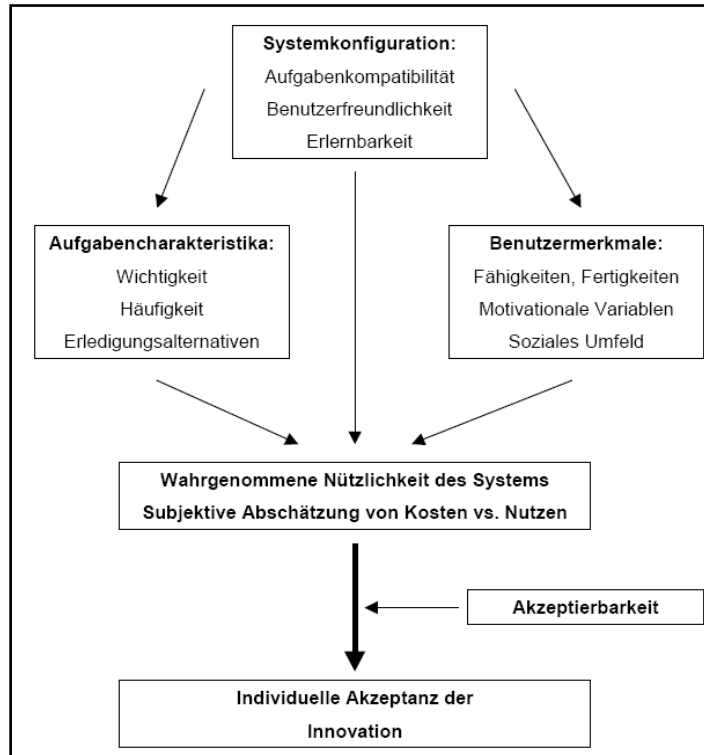 Systemkonfiguration:
Aufgabenkompatibilität
Benutzerfreundlichkeit
Erlernbarkeit
Aufgabencharakteristika:
Wichtigkeit
Häufigkeit
Erledigungsalternativen
Benutzermerkmale:
Fähigkeiten, Fertigkeiten
Motivationale Variablen
Soziales Umfeld
Wahrgenommene Nützlichkeit des Systems
Subjektive Abschätzung von Kosten vs. Nutzen
Akzeptierbarkeit
Individuelle Akzeptanz der
Innovation